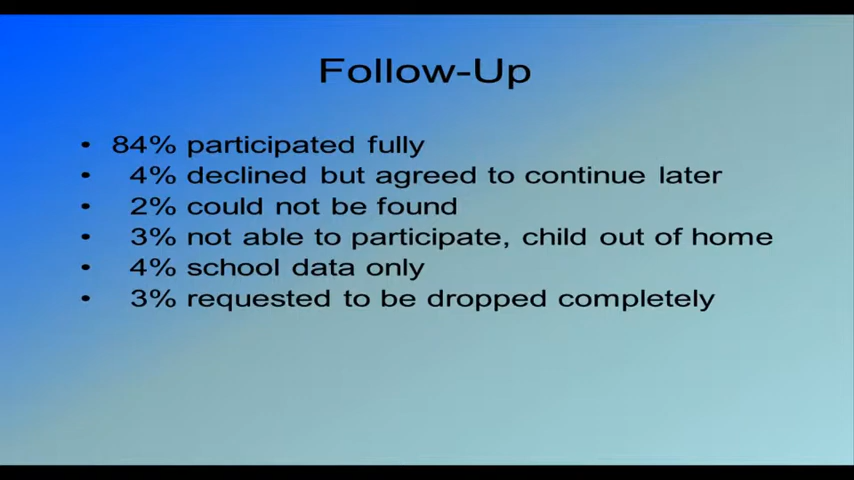 Follow-Up
• 84% participated fully
• 4% declined but agreed to continue later
• 2% could not be found
• 3% not able to participate, child out of home
• 4% school data only
• 3% requested to be dropped completely